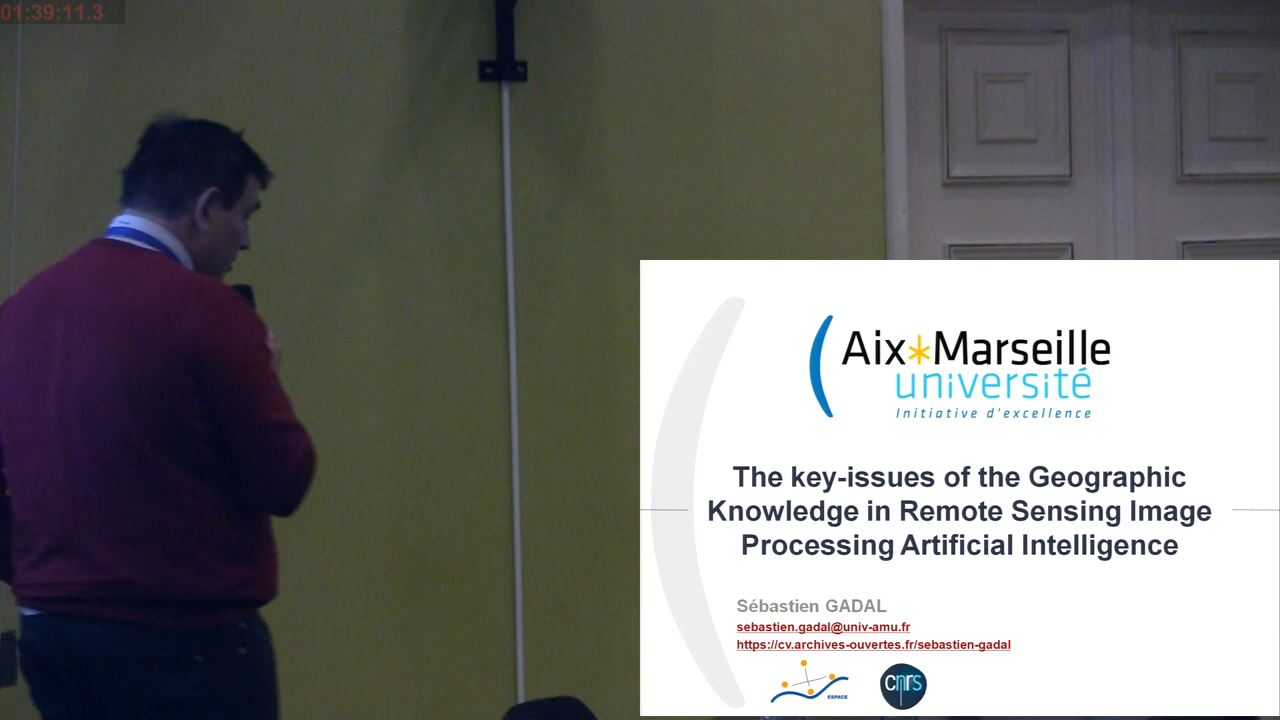 01:39:11.3
Aix*Marseille
université
Initiative d'excellence
The key-issues of the Geographic
Knowledge in Remote Sensing Image
Processing Artificial Intelligence
Sébastien GADAL
sebastien.gadal@univ-amu.fr
https://cv.archives-ouvertes.fr/sebastien-gadal
ESPACE
cnrs